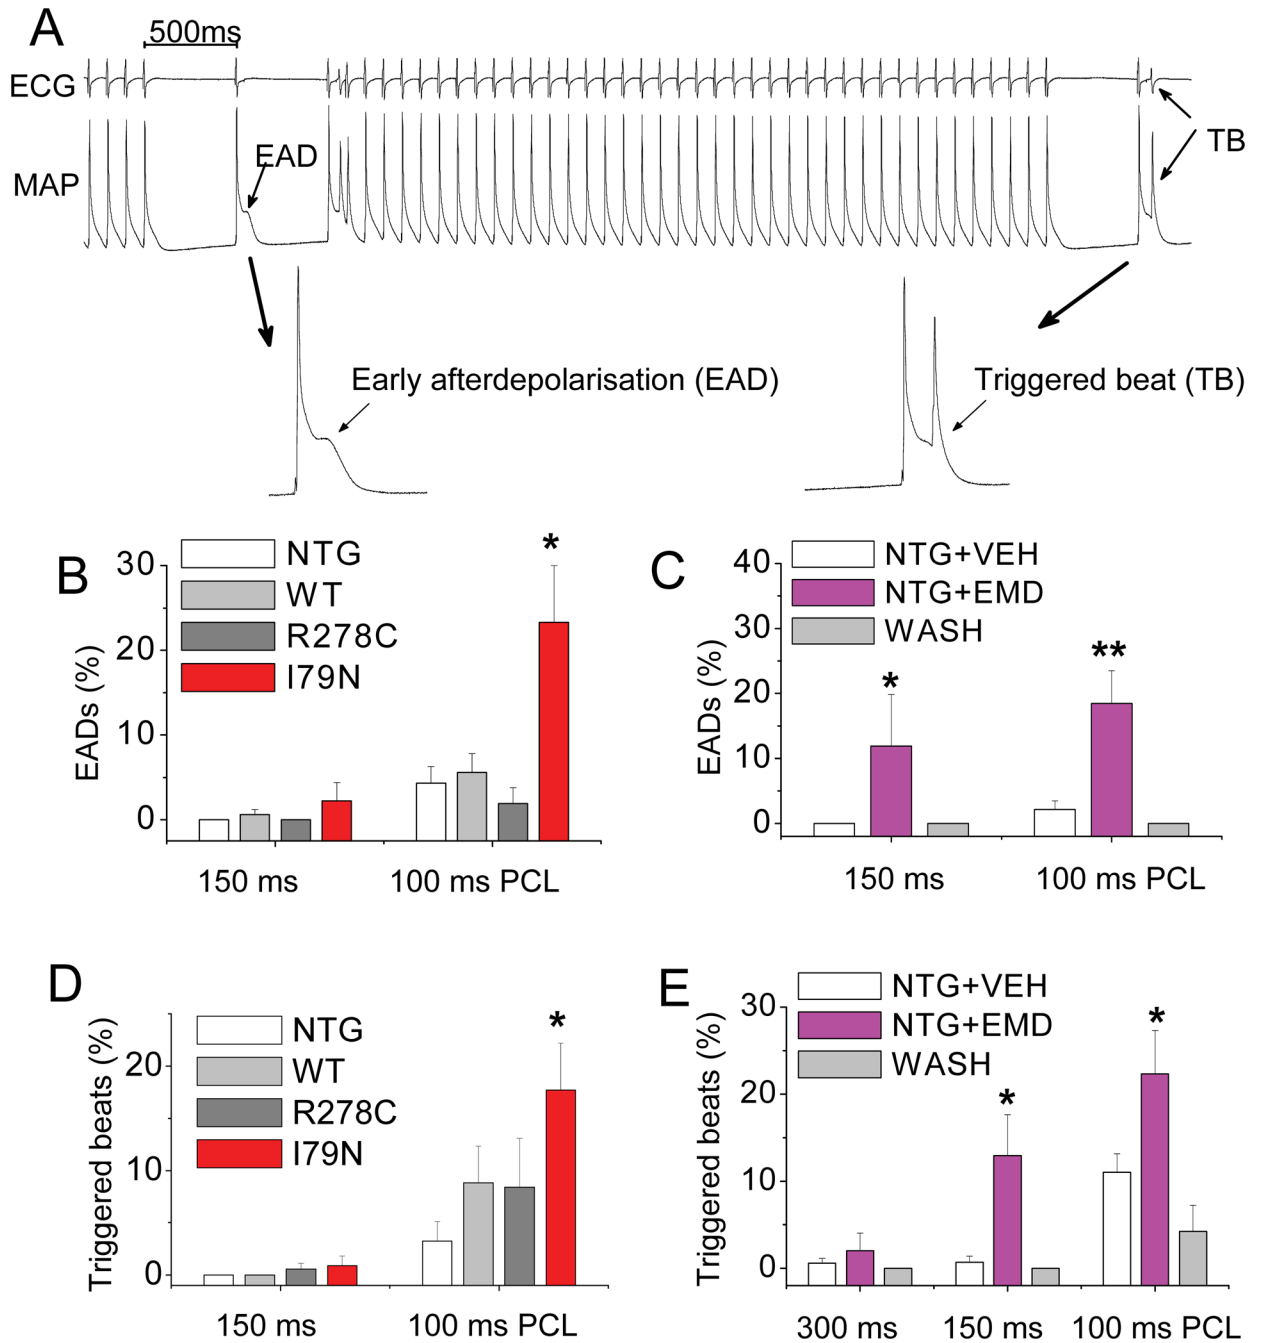 A
500ms
ECG
EAD
TB
MAP
Early afterdepolarisation (EAD)
Triggered beat (TB)
B
NTG
WT
R278C
I79N
*
EADs (%)
30
20
10
0
150 ms
100 ms PCL
C
NTG+VEH
NTG+EMD
WASH
*
**
EADs (%)
40
30
20
10
0
150 ms
100 ms PCL
D
NTG
WT
R278C
I79N
*
Triggered beats (%)
20
10
0
150 ms
100 ms PCL
E
NTG+VEH
NTG+EMD
WASH
*
*
Triggered beats (%)
30
20
10
0
300 ms
150 ms
100 ms PCL